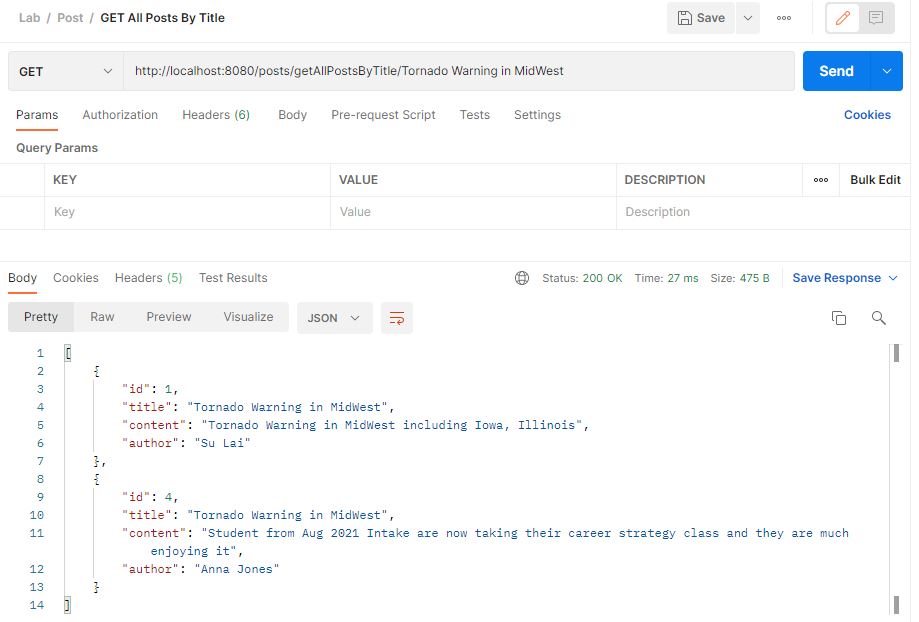 Lab / Post / GET All Posts By Title
Save
GET
http://localhost:8080/posts/getAllPostsByTitle/Tornado Warning in MidWest
Send
Params Authorization Headers (6) Body Pre-request Script Tests Settings Cookies
Query Params
KEY VALUE DESCRIPTION Bulk Edit
Key Value Description
Body Cookies Headers (5) Test Results Status: 200 OK Time: 27 ms Size: 475 B Save Response
Pretty Raw Preview Visualize JSON
1 [
2 {
3 "id": 1,
4 "title": "Tornado Warning in MidWest",
5 "content": "Tornado Warning in MidWest including Iowa, Illinois",
6 "author": "Su Lai"
7 },
8 {
9 "id": 4,
10 "title": "Tornado Warning in MidWest",
11 "content": "Student from Aug 2021 Intake are now taking their career strategy class and they are much
enjoying it",
12 "author": "Anna Jones"
13 }
14 ]